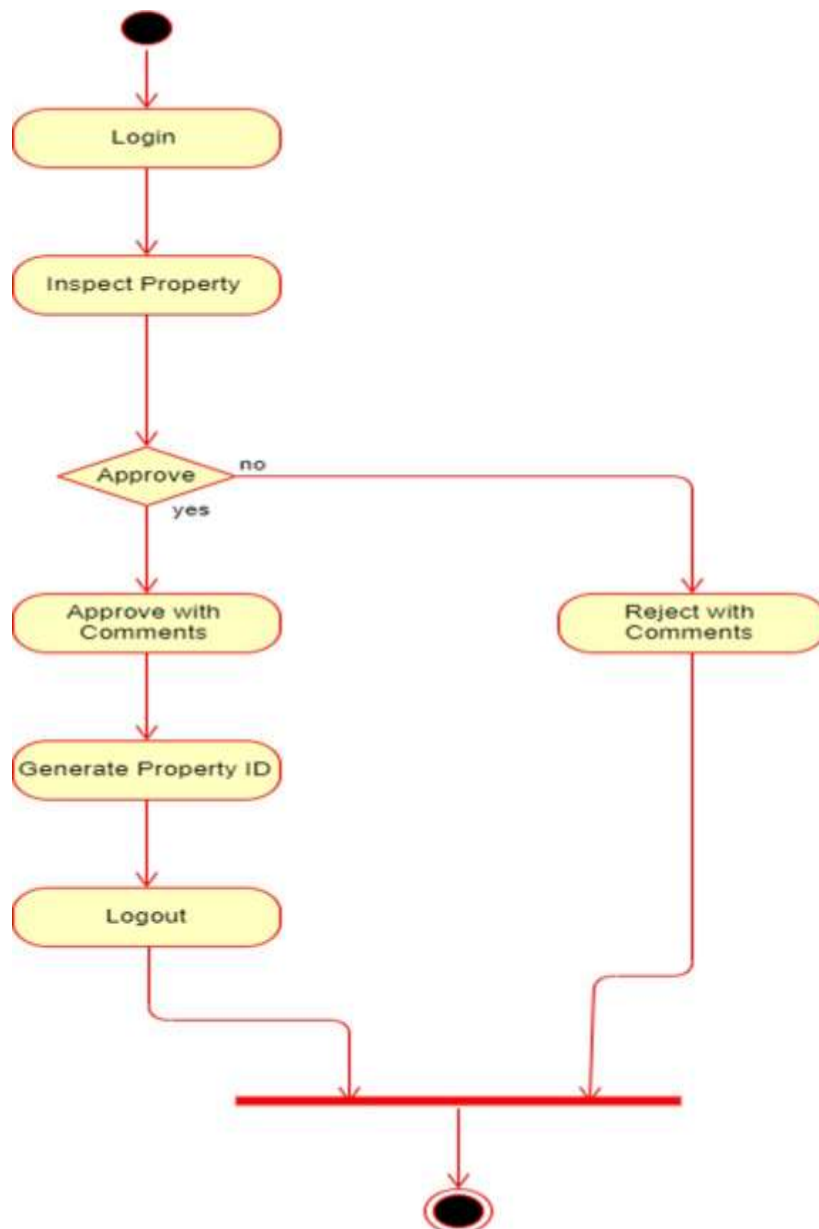 Login
Inspect Property
Approve
no
yes
Approve with
Comments
Reject with
Comments
Generate Property ID
Logout